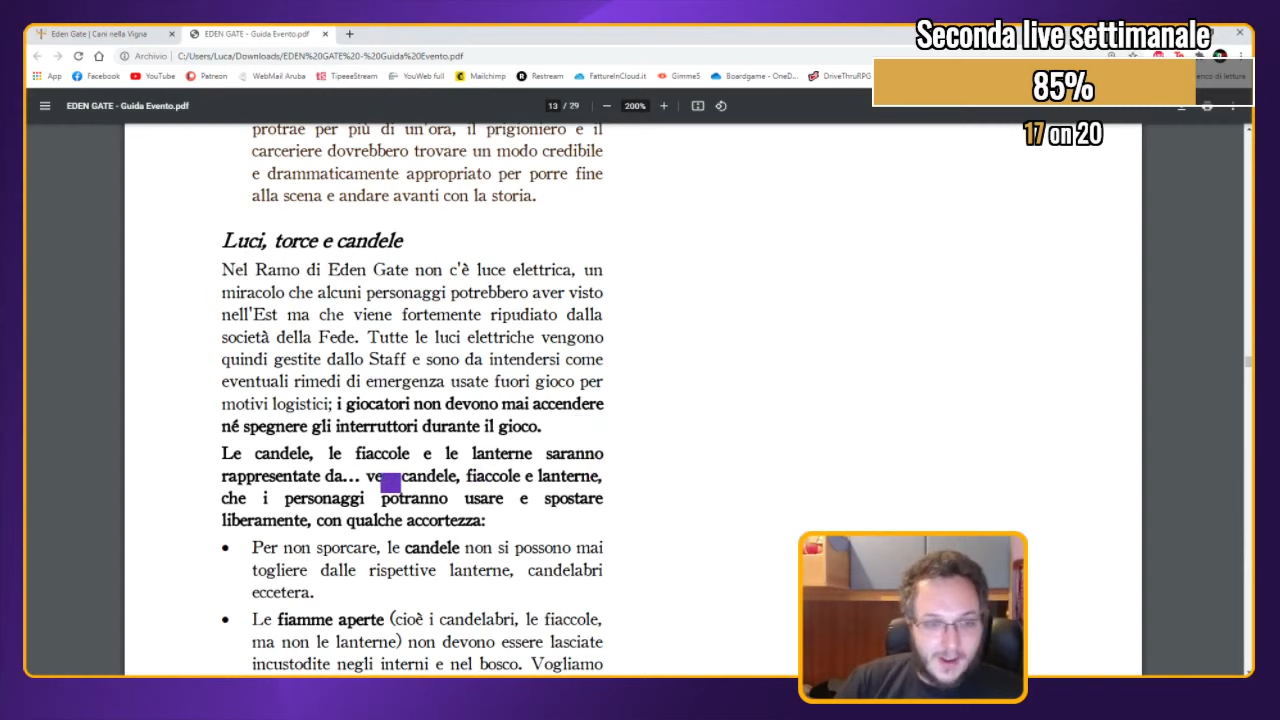 Seconda live settimanale
85%
17 on 20
Eden Gate | Cani nella Vigna
EDEN GATE - Guida Evento.pdf
Archivio
C:/Users/Luca/Downloads/EDEN%20GATE%20-%20Guida%20Evento.pdf
App Facebook YouTube Patreon WebMail Aruba TipeeeStream YouWeb full Mailchimp Restream FattureInCloud.it Gimme5 Boardgame - OneD... DriveThruRPG
EDEN GATE - Guida Evento.pdf
13 / 29
200%
protrae per più di un'ora, il prigioniero e il
carceriere dovrebbero trovare un modo credibile
e drammaticamente appropriato per porre fine
alla scena e andare avanti con la storia.
Luci, torce e candele
Nel Ramo di Eden Gate non c'è luce elettrica, un
miracolo che alcuni personaggi potrebbero aver visto
nell'Est ma che viene fortemente ripudiato dalla
società della Fede. Tutte le luci elettriche vengono
quindi gestite dallo Staff e sono da intendersi come
eventuali rimedi di emergenza usate fuori gioco per
motivi logistici; i giocatori non devono mai accendere
né spegnere gli interruttori durante il gioco.
Le candele, le fiaccole e le lanterne saranno
rappresentate da... candele, fiaccole e lanterne,
che i personaggi potranno usare e spostare
liberamente, con qualche accortezza:
• Per non sporcare, le candele non si possono mai
togliere dalle rispettive lanterne, candelabri
eccetera.
• Le fiamme aperte (cioè i candelabri, le fiaccole,
ma non le lanterne) non devono essere lasciate
incustodite negli interni e nel bosco. Vogliamo